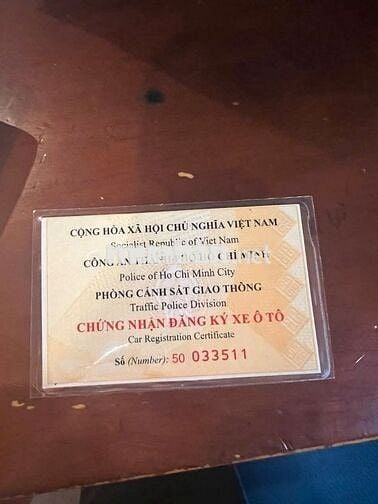 CỘNG HÒA XÃ HỘI CHỦ NGHĨA VIỆT NAM
Socialist Republic of Viet Nam
CÔNG AN HỒ CHÍ MINH
Police of Ho Chi Minh City
PHÒNG CẢNH SÁT GIAO THÔNG
Traffic Police Division
CHỨNG NHẬN ĐĂNG KÝ XE Ô TÔ
Car Registration Certificate
Số (Number): 50 033511